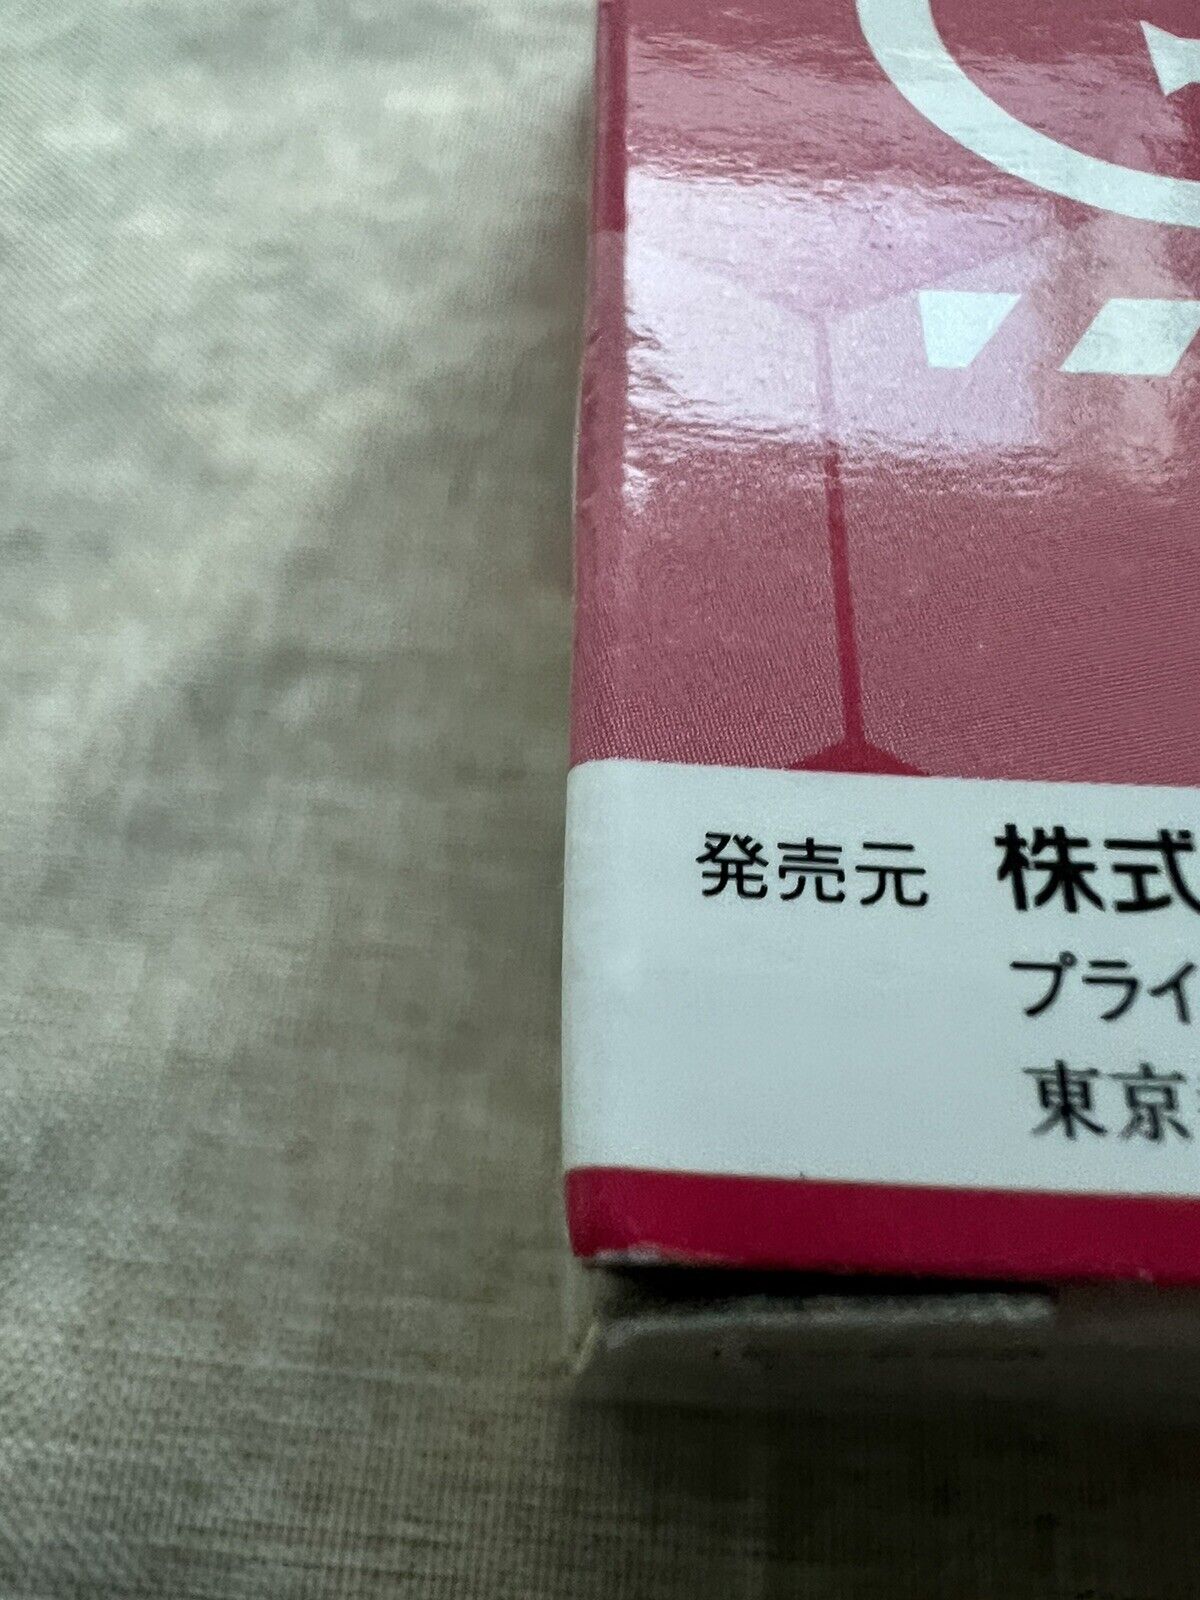 発売元 株式
プライ
東京